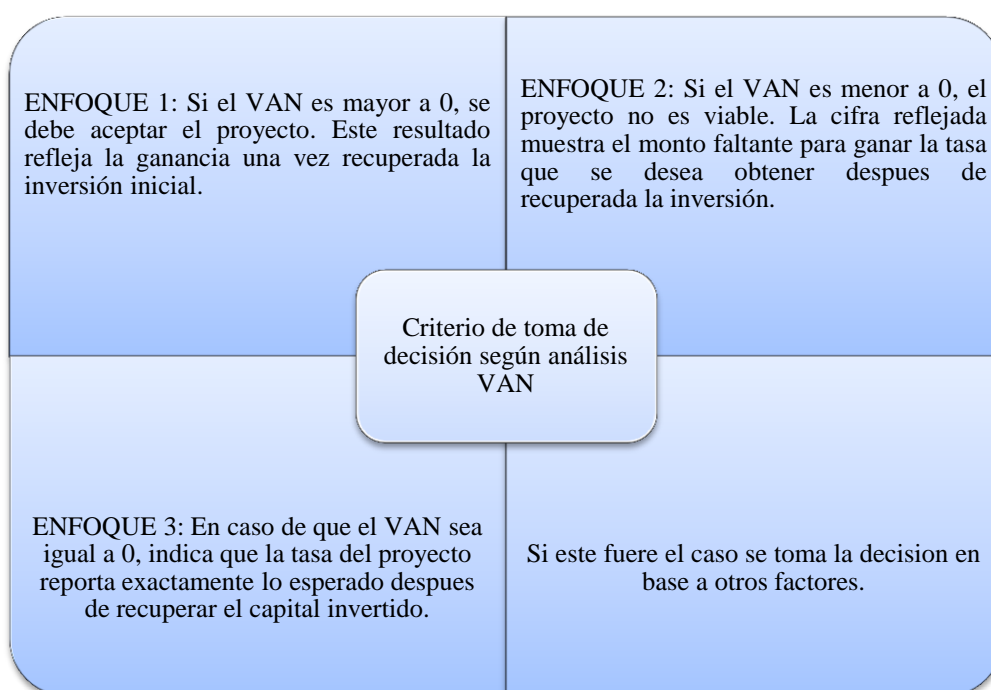 ENFOQUE 1: Si el VAN es mayor a 0, se
debe aceptar el proyecto. Este resultado
refleja la ganancia una vez recuperada la
inversión inicial.
ENFOQUE 2: Si el VAN es menor a 0, el
proyecto no es viable. La cifra reflejada
muestra el monto faltante para ganar la tasa
que se desea obtener despues de
recuperada la inversión.
Criterio de toma de
decisión según análisis
VAN
ENFOQUE 3: En caso de que el VAN sea
igual a 0, indica que la tasa del proyecto
reporta exactamente lo esperado despues
de recuperar el capital invertido.
Si este fuere el caso se toma la decision en
base a otros factores.